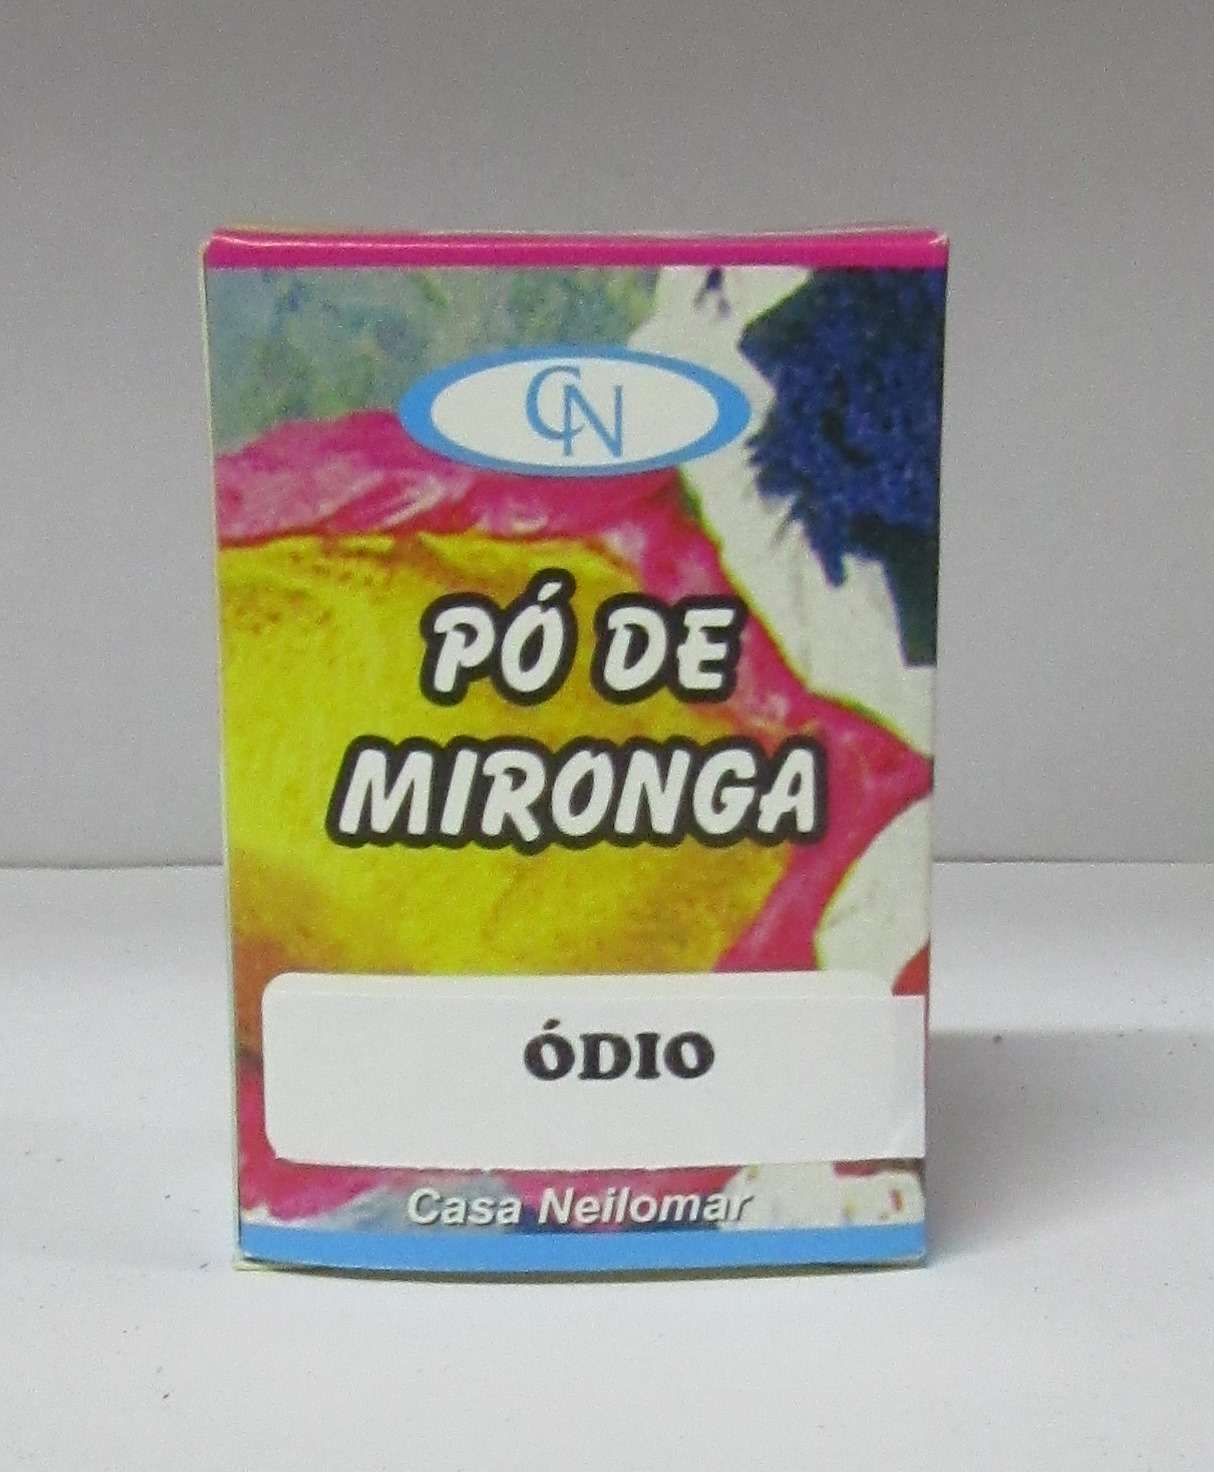 CN
PÓ DE
MIRONGA
ÓDIO
Casa Neilomar